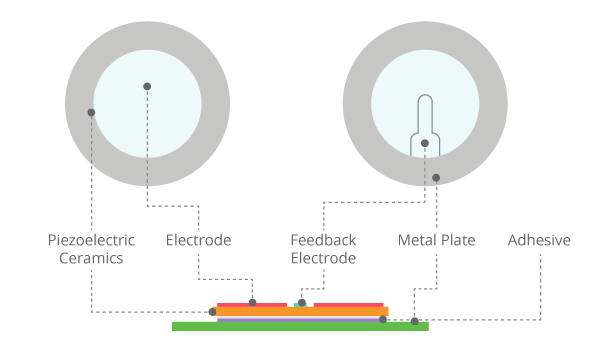 Piezoelectric Ceramics
Electrode
Feedback Electrode
Metal Plate
Adhesive